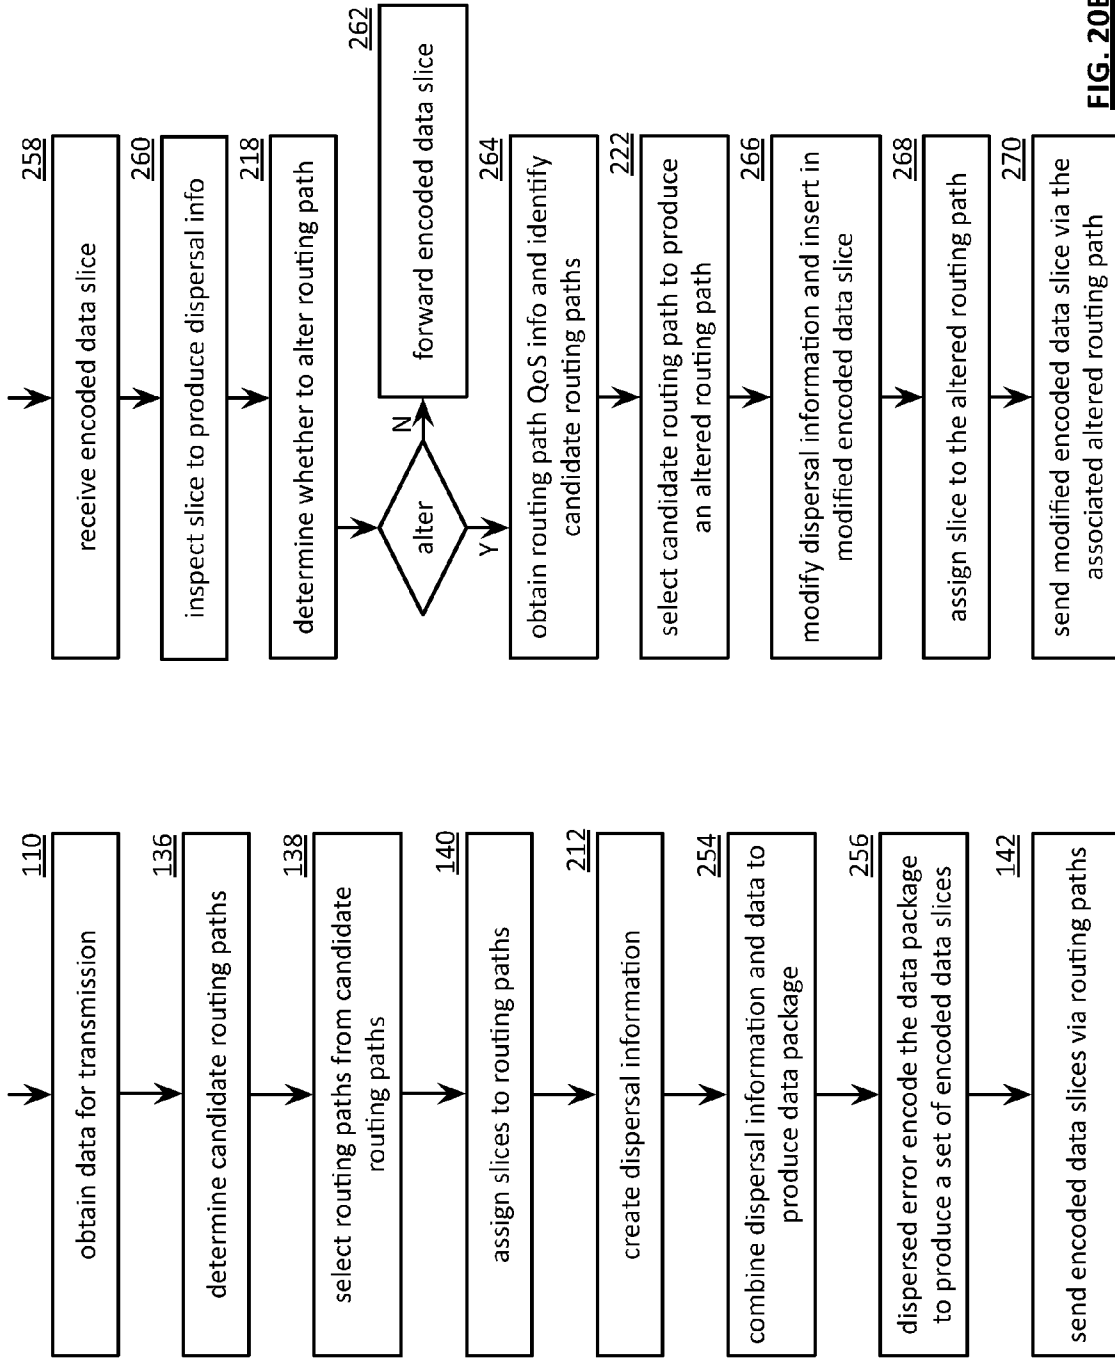 110
obtain data for transmission
136
determine candidate routing paths
138
select routing paths from candidate
routing paths
140
assign slices to routing paths
212
create dispersal information
254
combine dispersal information and data to
produce data package
256
dispersed error encode the data package
to produce a set of encoded data slices
142
send encoded data slices via routing paths
258
receive encoded data slice
260
inspect slice to produce dispersal info
218
determine whether to alter routing path
alter
N
Y
262
forward encoded data slice
264
obtain routing path QoS info and identify
candidate routing paths
222
select candidate routing path to produce
an altered routing path
266
modify dispersal information and insert in
modified encoded data slice
268
assign slice to the altered routing path
270
send modified encoded data slice via the
associated altered routing path
FIG.